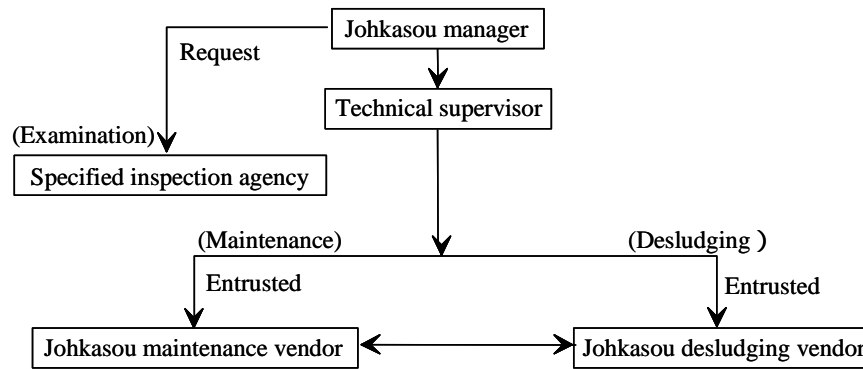 Johkasou manager
Request
Technical supervisor
(Examination)
Specified inspection agency
(Maintenance)
(Desludging )
Entrusted
Entrusted
Johkasou maintenance vendor
Johkasou desludging vendor